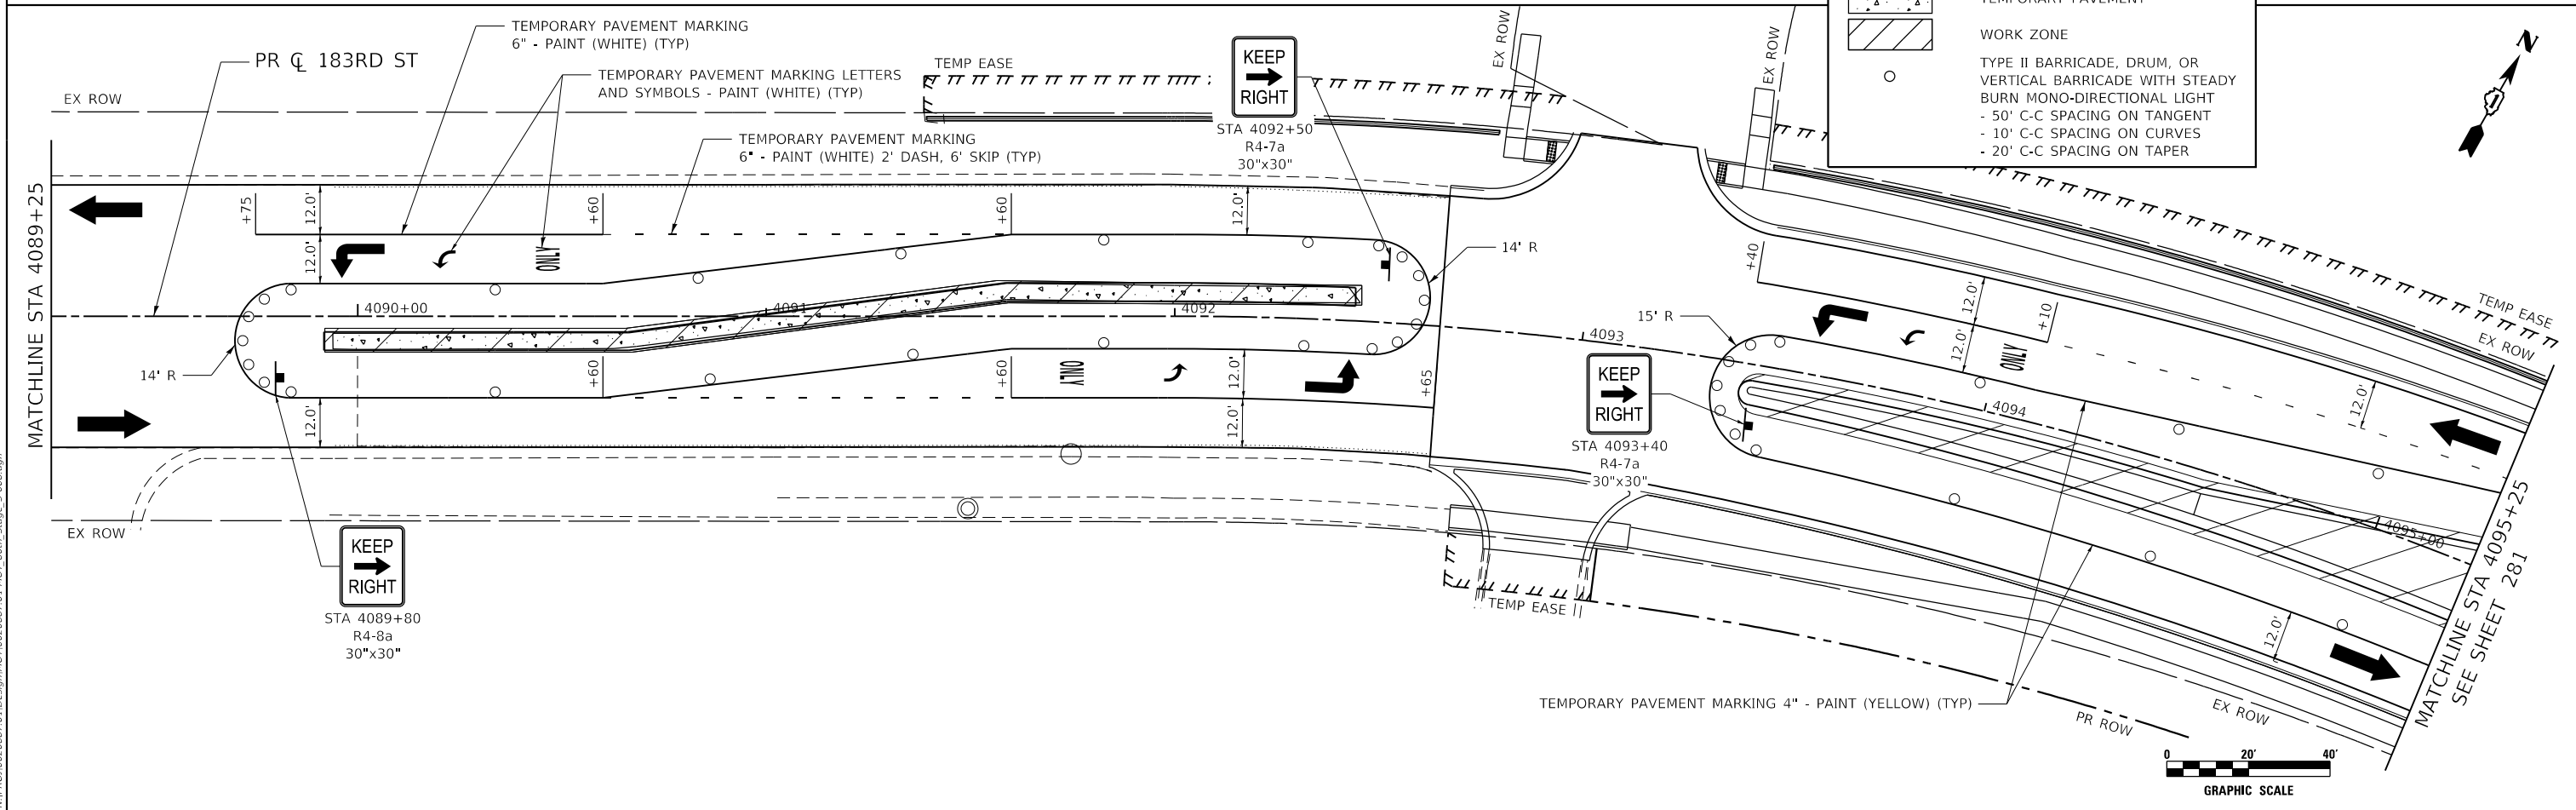 TEMPORARY PAVEMENT
WORK ZONE
TYPE II BARRICADE, DRUM, OR
VERTICAL BARRICADE WITH STEADY
BURN MONO-DIRECTIONAL LIGHT
- 50' C-C SPACING ON TANGENT
- 10' C-C SPACING ON CURVES
- 20' C-C SPACING ON TAPER
N
TEMPORARY PAVEMENT MARKING
6" - PAINT (WHITE) (TYP)
PR CL 183RD ST
TEMPORARY PAVEMENT MARKING LETTERS
AND SYMBOLS - PAINT (WHITE) (TYP)
TEMPORARY PAVEMENT MARKING
6" - PAINT (WHITE) 2' DASH, 6' SKIP (TYP)
EX ROW
TEMP EASE
KEEP
RIGHT
STA 4092+50
R4-7a
30"x30"
EX ROW
EX ROW
MATCHLINE STA 4089+25
+75
12.0'
+60
+60
12.0'
12.0'
ONLY
14' R
4090+00
4091
4092
4093
4094
4095+00
14' R
+60
+60
ONLY
12.0'
12.0'
12.0'
+65
+40
12.0'
12.0'
+10
ONLY
12.0'
15' R
KEEP
RIGHT
STA 4093+40
R4-7a
30"x30"
TEMP EASE
EX ROW
EX ROW
KEEP
RIGHT
STA 4089+80
R4-8a
30"x30"
TEMP EASE
12.0'
TEMPORARY PAVEMENT MARKING 4" - PAINT (YELLOW) (TYP)
PR ROW
EX ROW
MATCHLINE STA 4095+25
SEE SHEET 281
0 20' 40'
GRAPHIC SCALE